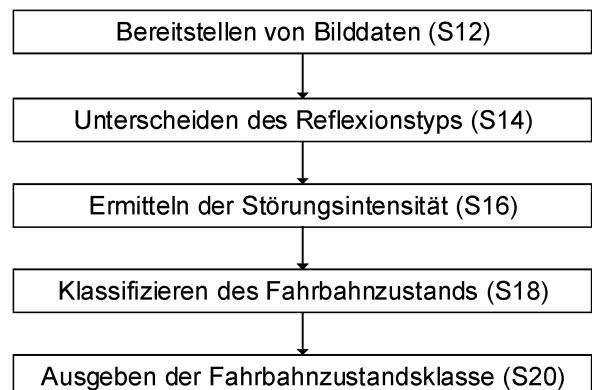 Bereitstellen von Bilddaten (S12)
Unterscheiden des Reflexionstyps (S14)
Ermitteln der Störungsintensität (S16)
Klassifizieren des Fahrbahnzustands (S18)
Ausgeben der Fahrbahnzustandsklasse (S20)